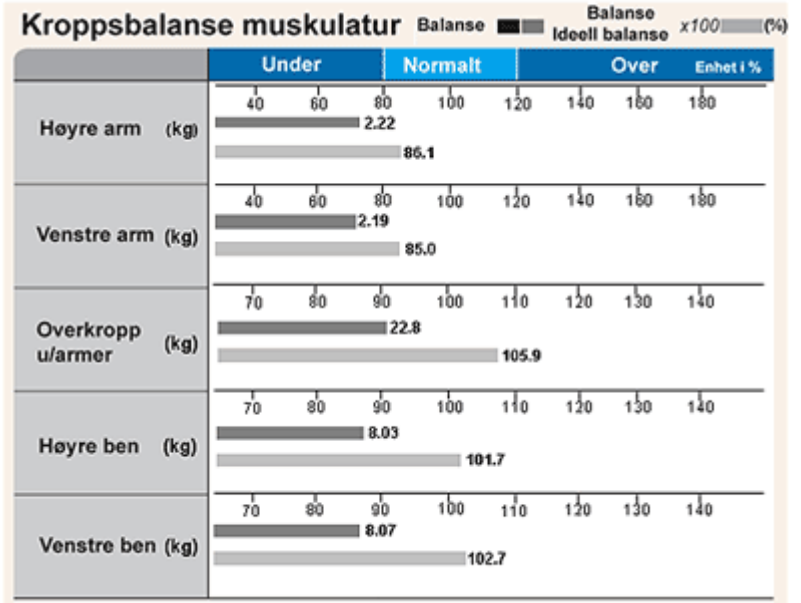 Kroppsbalanse muskulatur Balanse Balanse
Ideell balanse x100 (%)
Under Normalt Over Enhet i %
40 60 80 100 120 140 160 180
Høyre arm (kg) 2.22
86.1
40 60 80 100 120 140 160 180
Venstre arm (kg) 2.19
85.0
70 80 90 100 110 120 130 140
Overkropp
u/armer (kg) 22.8
105.9
70 80 90 100 110 120 130 140
Høyre ben (kg) 8.03
101.7
70 80 90 100 110 120 130 140
Venstre ben (kg) 8.07
102.7